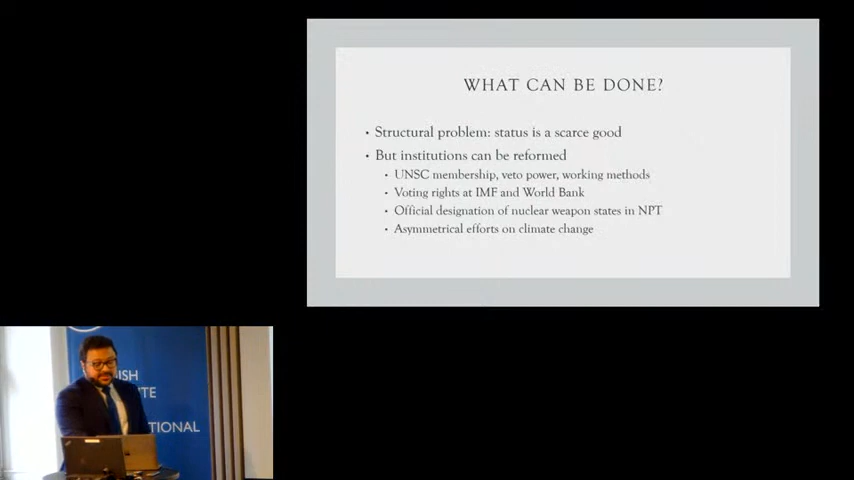 WHAT CAN BE DONE?
• Structural problem: status is a scarce good
• But institutions can be reformed
• UNSC membership, veto power, working methods
• Voting rights at IMF and World Bank
• Official designation of nuclear weapon states in NPT
• Asymmetrical efforts on climate change
ISH
TE
TIONAL